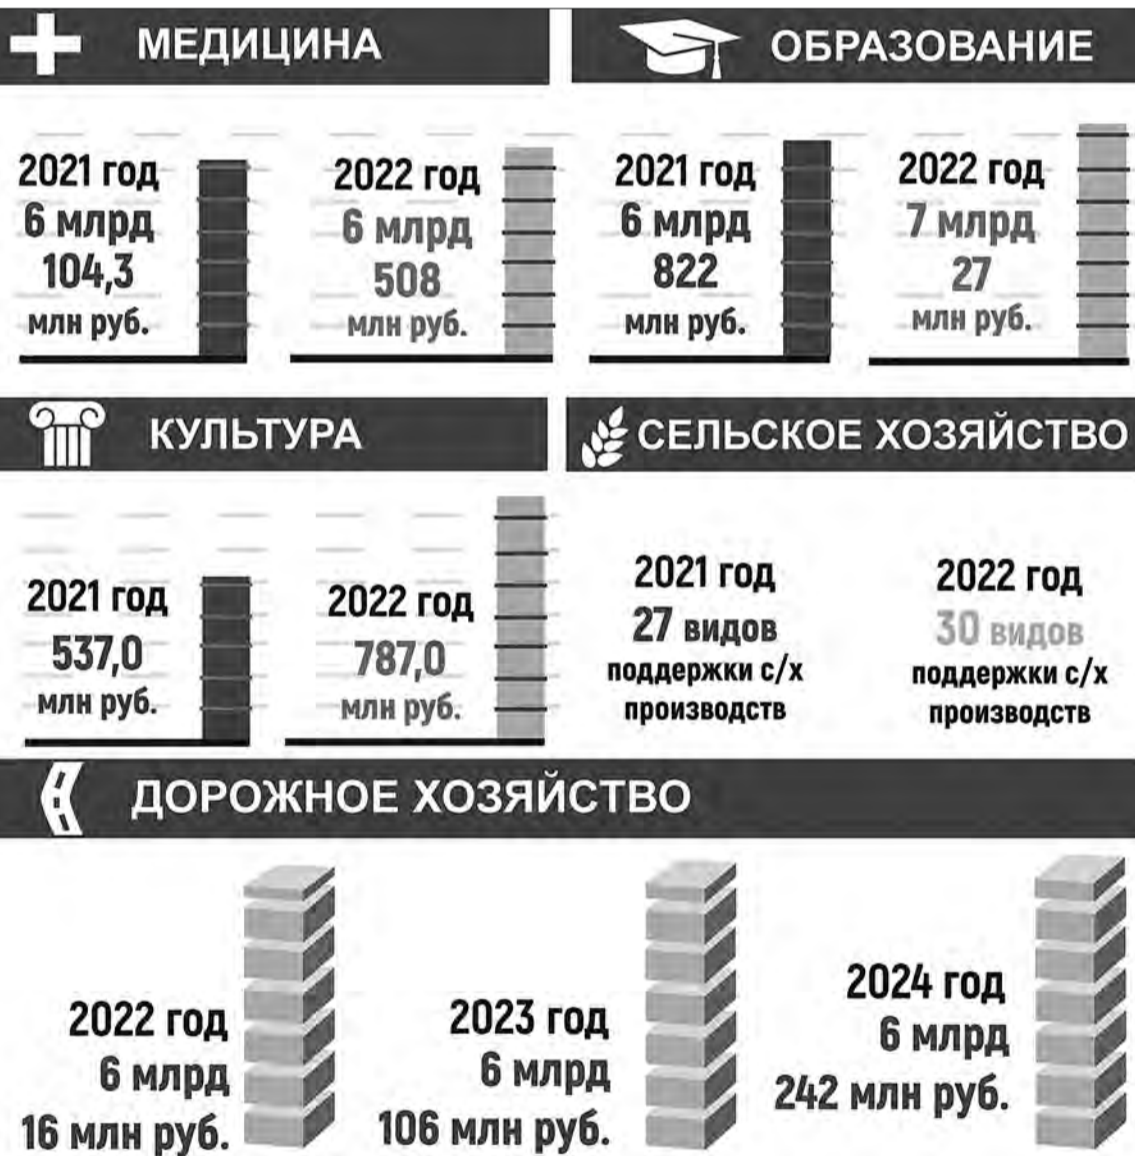 МЕДИЦИНА
2021 год
6 млрд
104,3
млн руб.
2022 год
6 млрд
508
млн руб.
ОБРАЗОВАНИЕ
2021 год
6 млрд
822
млн руб.
2022 год
7 млрд
27
млн руб.
КУЛЬТУРА
2021 год
537,0
млн руб.
2022 год
787,0
млн руб.
СЕЛЬСКОЕ ХОЗЯЙСТВО
2021 год
27 видов
поддержки с/х
производств
2022 год
30 видов
поддержки с/х
производств
ДОРОЖНОЕ ХОЗЯЙСТВО
2022 год
6 млрд
16 млн руб.
2023 год
6 млрд
106 млн руб.
2024 год
6 млрд
242 млн руб.